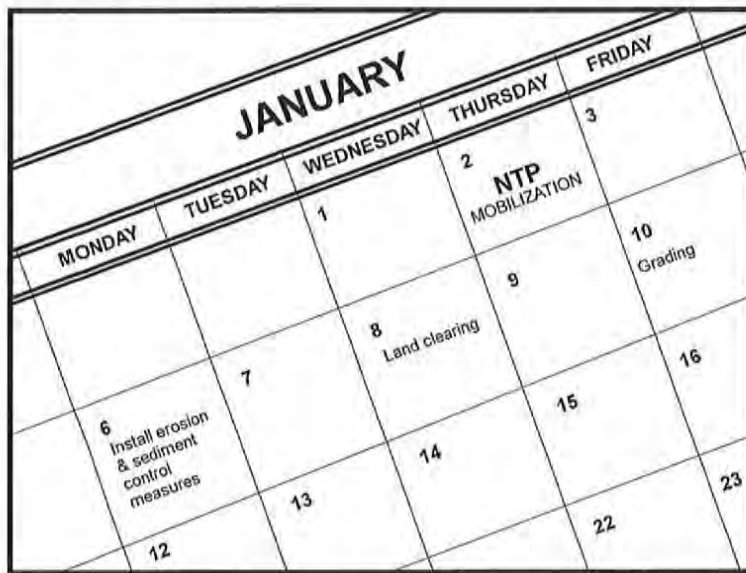 JANUARY
MONDAY TUESDAY WEDNESDAY THURSDAY FRIDAY
1
2
NTP
MOBILIZATION
3
6
Install erosion
& sediment
control
measures
7
8
Land clearing
9
10
Grading
12
13
14
15
16
22
23